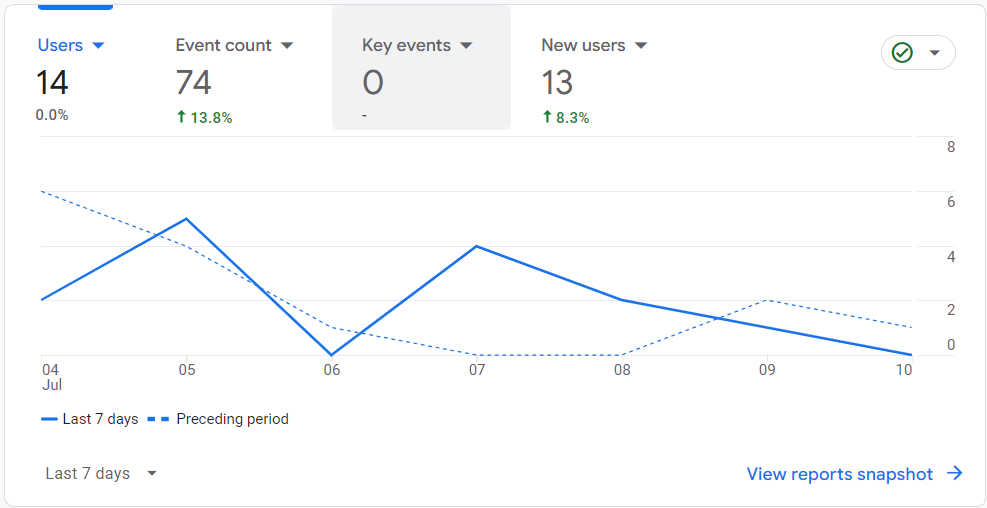 Users Event count Key events New users
14 74 0 13
0.0% 13.8% - 8.3%
8
6
4
2
0
04 05 06 07 08 09 10
Jul
Last 7 days Preceding period
Last 7 days View reports snapshot